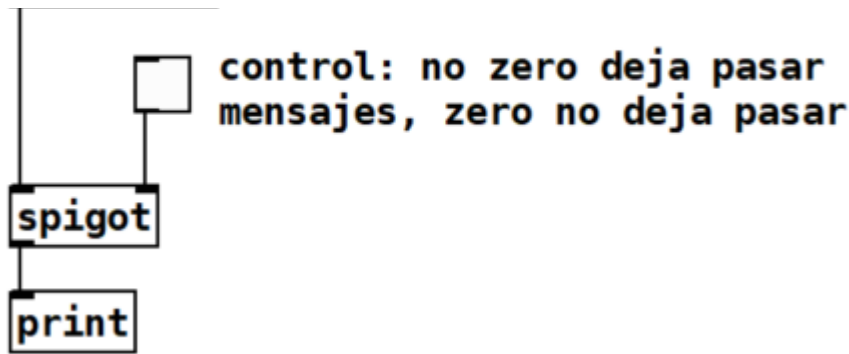 control: no zero deja pasar
mensajes, zero no deja pasar
spigot
print